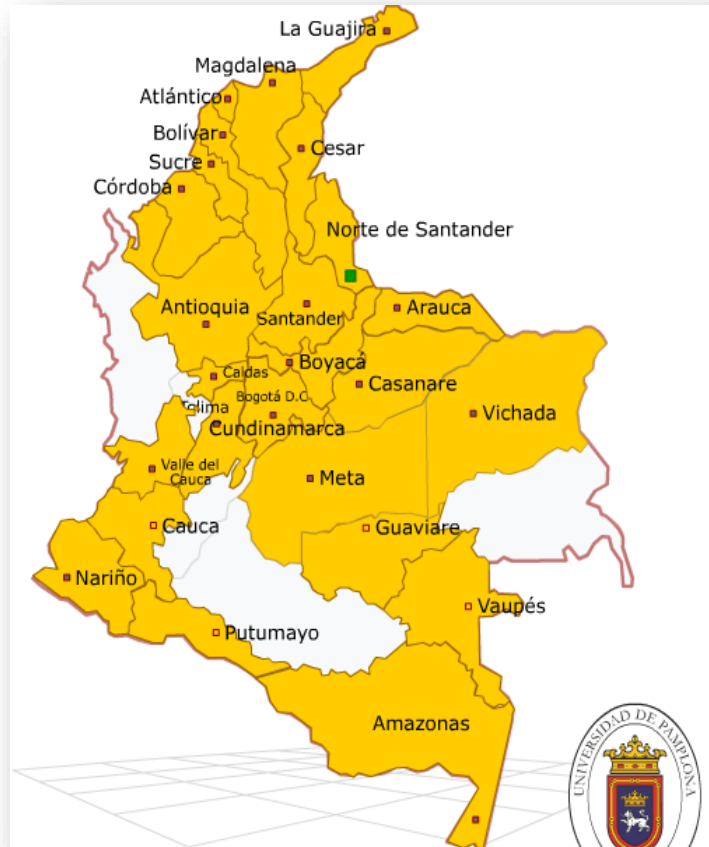 La Guajira
Magdalena
Atlántico
Bolívar
Cesar
Sucre
Córdoba
Norte de Santander
Antioquia
Santander
Arauca
Boyacá
Caldas
Casanare
Bogotá D.C
Tolima
Vichada
Cundinamarca
Valle del
Cauca
Meta
Cauca
Guaviare
Nariño
Vaupés
Putumayo
Amazonas
UNIVERSIDAD DE PAMPLONA